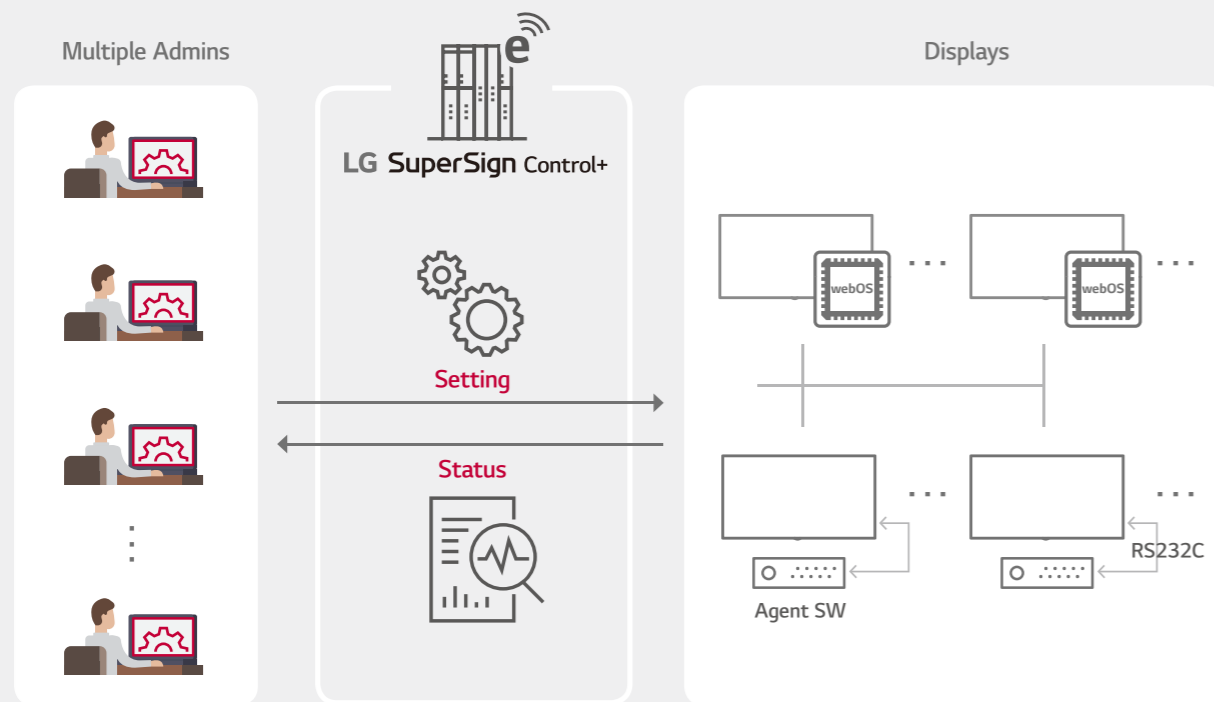 Multiple Admins
e
LG SuperSign Control+
Displays
webOS
webOS
Setting
Status
RS232C
Agent SW